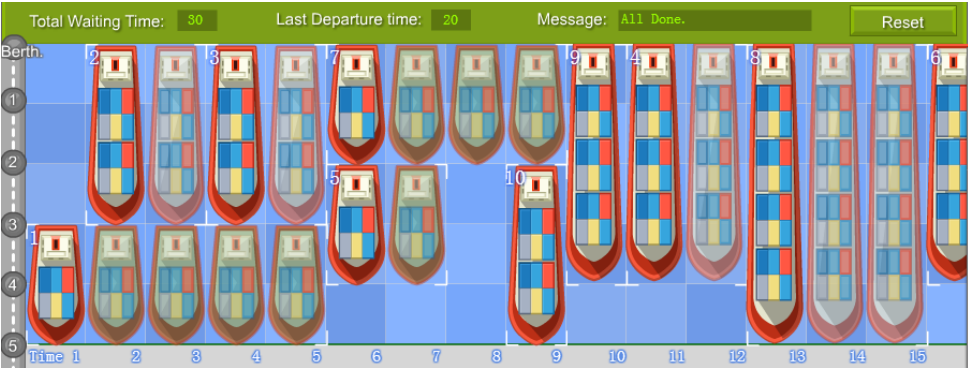 Total Waiting Time: 30 Last Departure time: 20 Message: All Done. Reset
Berth.
2 3 7 9 4 8 6
1
2
5 10
3
1
4
5
Time 1 2 3 4 5 6 7 8 9 10 11 12 13 14 15